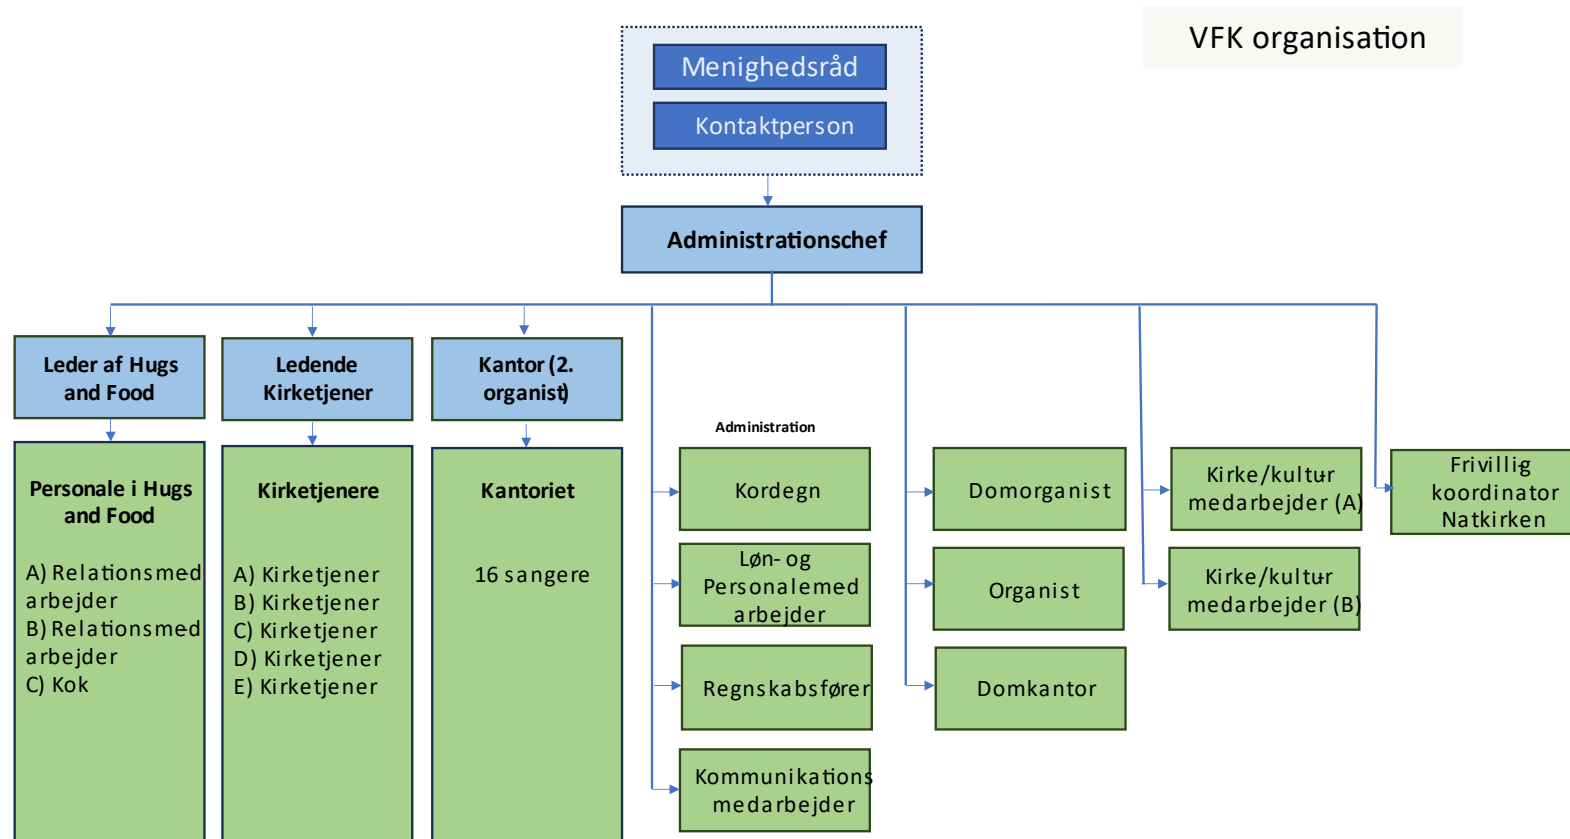 VFK organisation
Menighedsråd
Kontaktperson
Administrationschef
Leder af Hugs
and Food
Ledende
Kirketjener
Kantor (2.
organist)
Personale i Hugs
and Food
A) Relationsmed
arbejder
B) Relationsmed
arbejder
C) Kok
Kirketjenere
A) Kirketjener
B) Kirketjener
C) Kirketjener
D) Kirketjener
E) Kirketjener
Kantoriet
16 sangere
Administration
Kordegn
Løn- og
Personalemed
arbejder
Regnskabsfører
Kommunikations
medarbejder
Domorganist
Organist
Domkantor
Kirke/kultur-
medarbejder (A)
Kirke/kultur-
medarbejder (B)
Frivillig-
koordinator
Natkirken